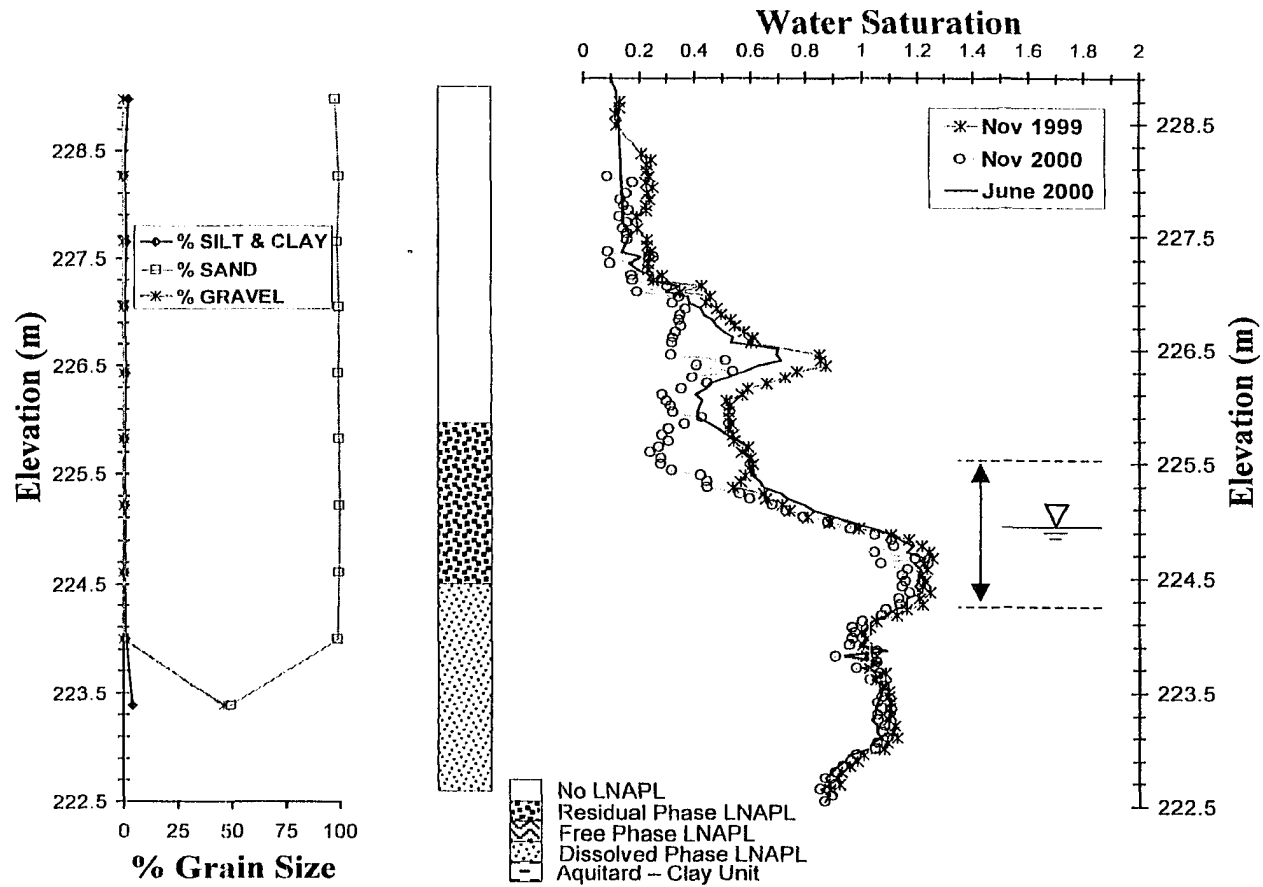 Water Saturation
0 0.2 0.4 0.6 0.8 1 1.2 1.4 1.6 1.8 2
Nov 1999
Nov 2000
June 2000
228.5
227.5
226.5
225.5
224.5
223.5
222.5
Elevation (m)
% SILT & CLAY
% SAND
% GRAVEL
0 25 50 75 100
% Grain Size
228.5
227.5
226.5
225.5
224.5
223.5
222.5
Elevation (m)
No LNAPL
Residual Phase LNAPL
Free Phase LNAPL
Dissolved Phase LNAPL
Aquitard – Clay Unit